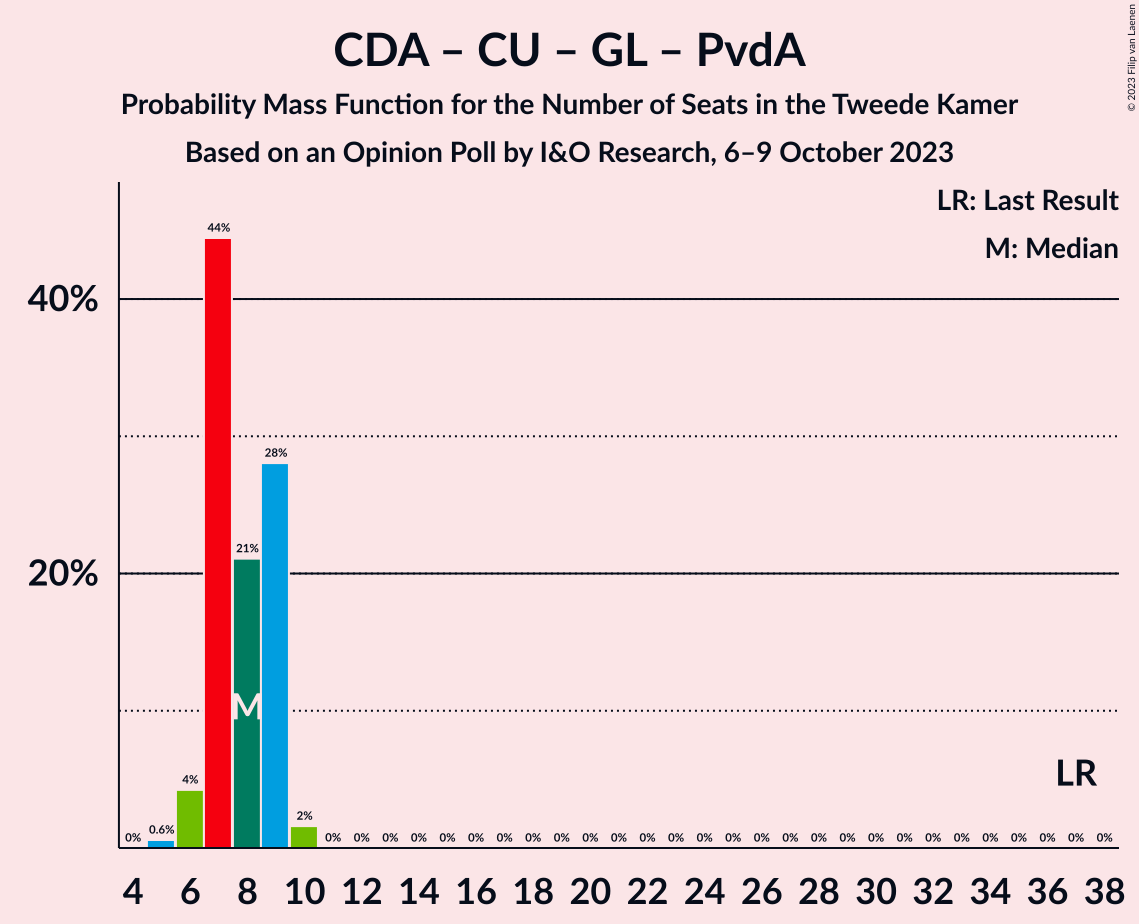 © 2023 Filip van Laenen
CDA – CU – GL – PvdA
Probability Mass Function for the Number of Seats in the Tweede Kamer
Based on an Opinion Poll by I&O Research, 6–9 October 2023
LR: Last Result
M: Median
44%
40%
28%
21%
20%
M
LR
4%
2%
0% 0.6% 0% 0% 0% 0% 0% 0% 0% 0% 0% 0% 0% 0% 0% 0% 0% 0% 0% 0% 0% 0% 0% 0% 0% 0% 0% 0% 0% 0%
4 6 8 10 12 14 16 18 20 22 24 26 28 30 32 34 36 38